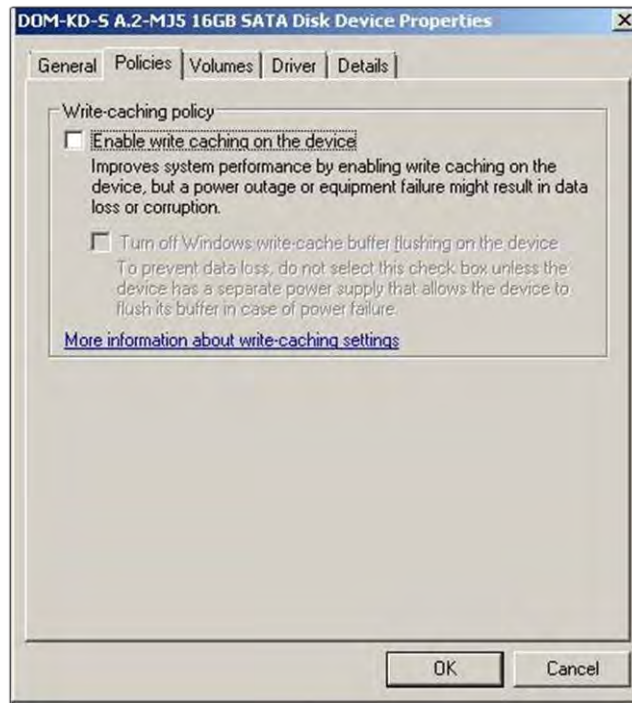 DOM-KD-S A.2-MJ5 16GB SATA Disk Device Properties
General Policies Volumes Driver Details
Write-caching policy
Enable write caching on the device
Improves system performance by enabling write caching on the
device, but a power outage or equipment failure might result in data
loss or corruption.
Turn off Windows write-cache buffer flushing on the device
To prevent data loss, do not select this check box unless the
device has a separate power supply that allows the device to
flush its buffer in case of power failure.
More information about write-caching settings
OK Cancel